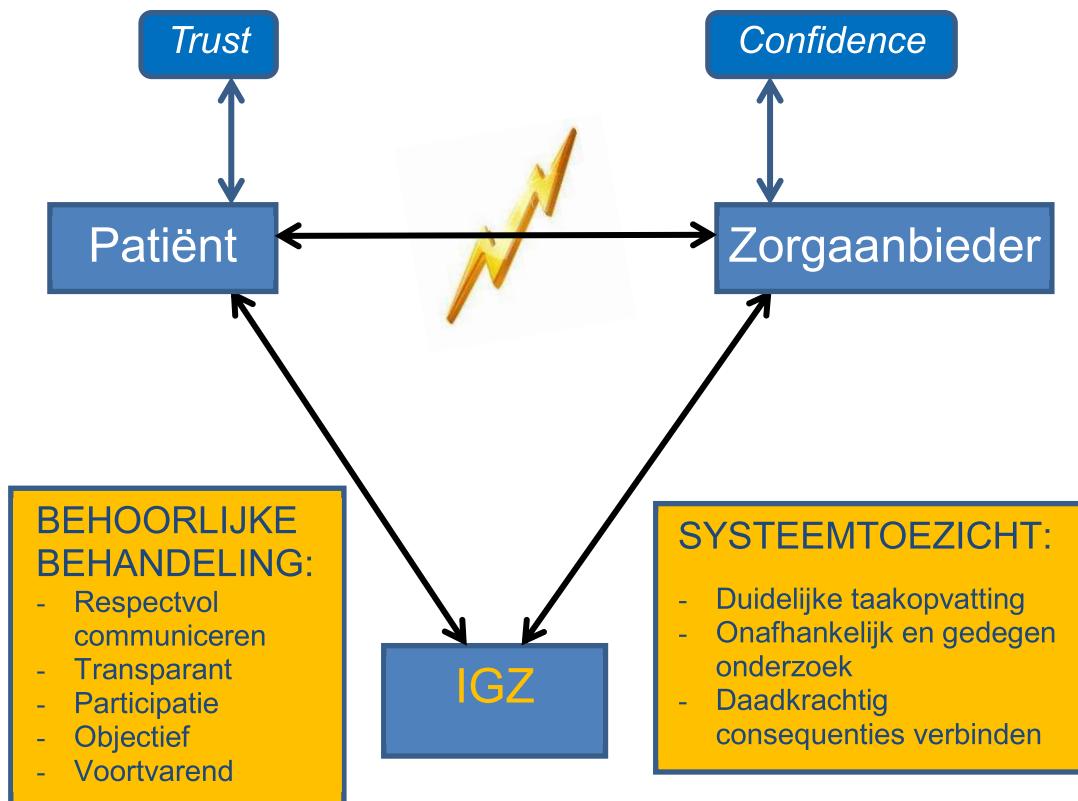 Trust
Confidence
Patiënt
Zorgaanbieder
BEHOORLIJKE
BEHANDELING:
- Respectvol
communiceren
- Transparant
- Participatie
- Objectief
- Voortvarend
IGZ
SYSTEEMTOEZICHT:
- Duidelijke taakopvatting
- Onafhankelijk en gedegen
onderzoek
- Daadkrachtig
consequenties verbinden